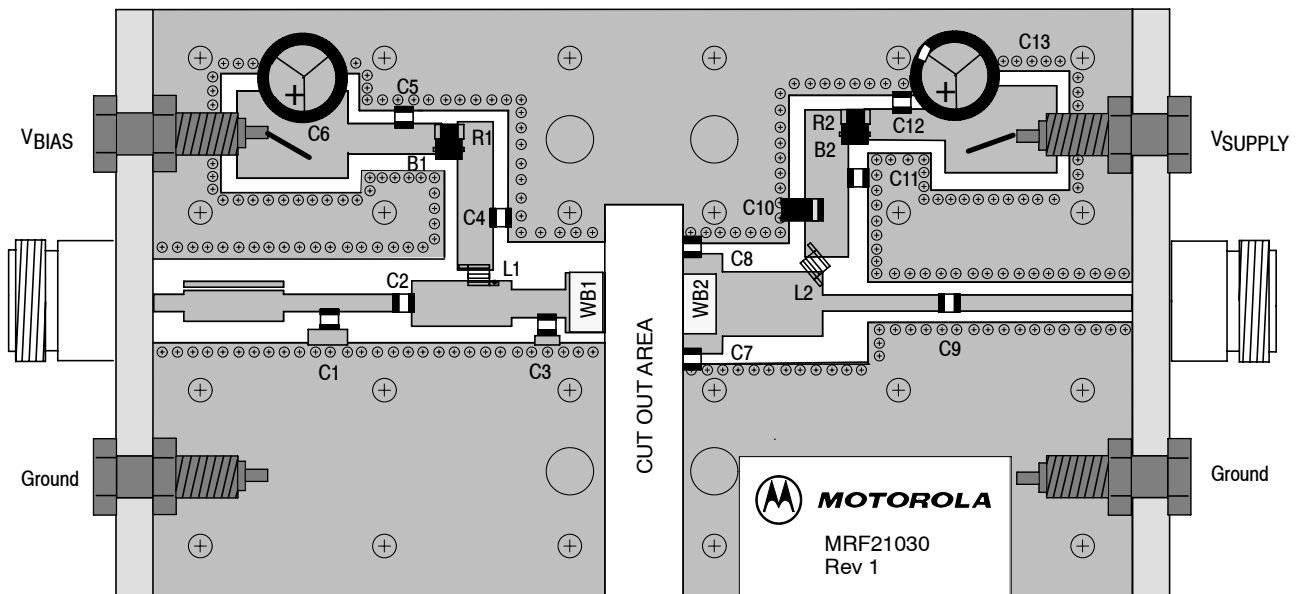 C13
C5
C6
R1
R2
C12
VBIAS
B1
B2
VSUPPLY
C11
C4
C10
C8
C2
L1
L2
WB1
WB2
C1
C3
C7
C9
CUT OUT AREA
Ground
Ground
MOTOROLA
MRF21030
Rev 1